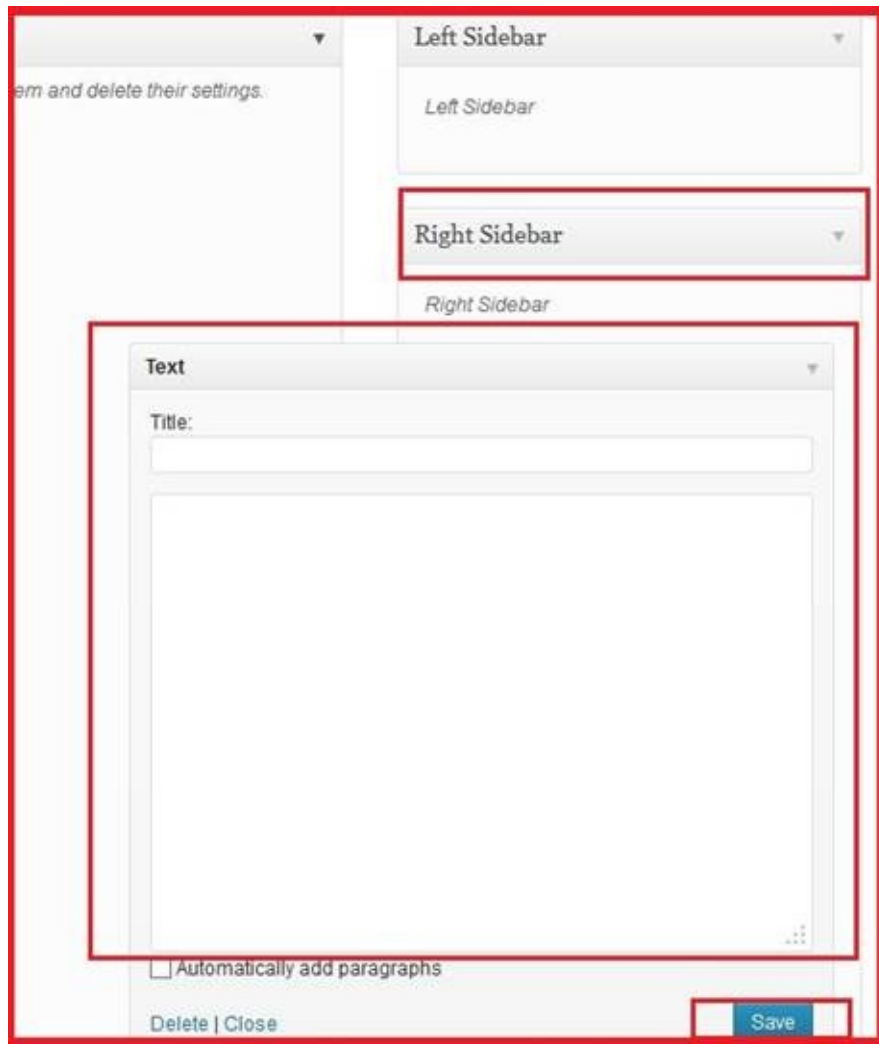 Left Sidebar
em and delete their settings.
Left Sidebar
Right Sidebar
Right Sidebar
Text
Title:
Automatically add paragraphs
Delete | Close
Save